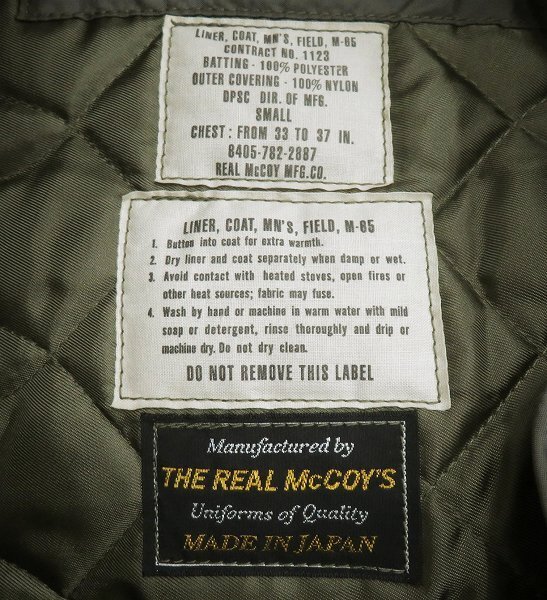 LINER, COAT, MN'S, FIELD, M-65
CONTRACT NO. 1123
BATTING - 100% POLYESTER
OUTER COVERING - 100% NYLON
DPSC DIR. OF MFG.
SMALL
CHEST: FROM 33 TO 37 IN.
8405-782-2887
REAL McCOY MFG.CO.
LINER, COAT, MN'S, FIELD, M-65
1. Button into coat for extra warmth.
2. Dry liner and coat separately when damp or wet.
3. Avoid contact with heated stoves, open fires or
other heat sources; fabric may fuse.
4. Wash by hand or machine in warm water with mild
soap or detergent, rinse thoroughly and drip or
machine dry. Do not dry clean.
DO NOT REMOVE THIS LABEL
Manufactured by
THE REAL McCOY'S
Uniforms of Quality
MADE IN JAPAN